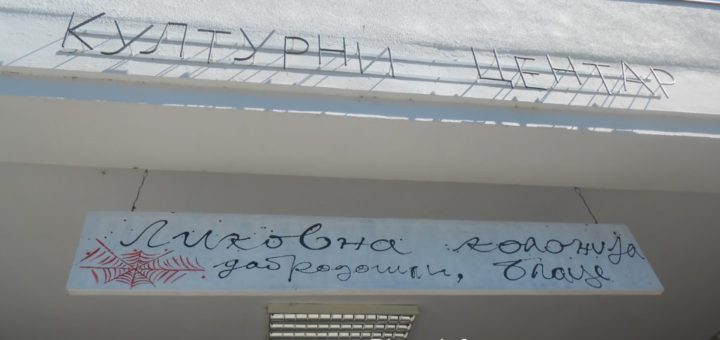 КУЛТУРНИ ЦЕНТАР
Ликовна колонија
добродошли, Блаце